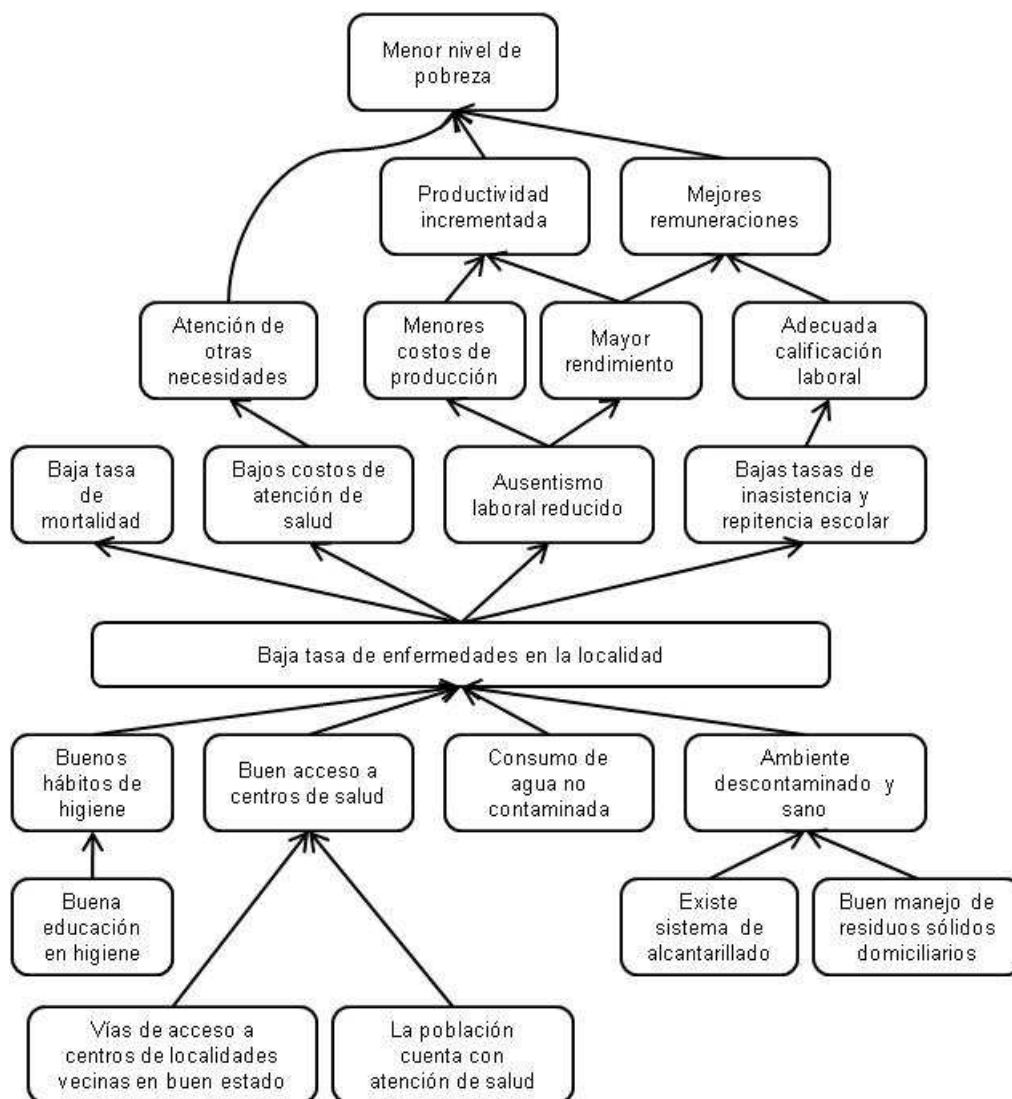 Menor nivel de
pobreza
Productividad
incrementada
Mejores
remuneraciones
Atención de
otras
necesidades
Menores
costos de
producción
Mayor
rendimiento
Adecuada
calificación
laboral
Baja tasa
de
mortalidad
Bajos costos de
atención de
salud
Ausentismo
laboral reducido
Bajas tasas de
inasistencia y
repitencia escolar
Baja tasa de enfermedades en la localidad
Buenos
hábitos de
higiene
Buen acceso a
centros de salud
Consumo de
agua no
contaminada
Ambiente
descontaminado y
sano
Buena
educación
en higiene
Existe
sistema de
alcantarillado
Buen manejo de
residuos sólidos
domiciliarios
Vías de acceso a
centros de localidades
vecinas en buen estado
La población
cuenta con
atención de salud